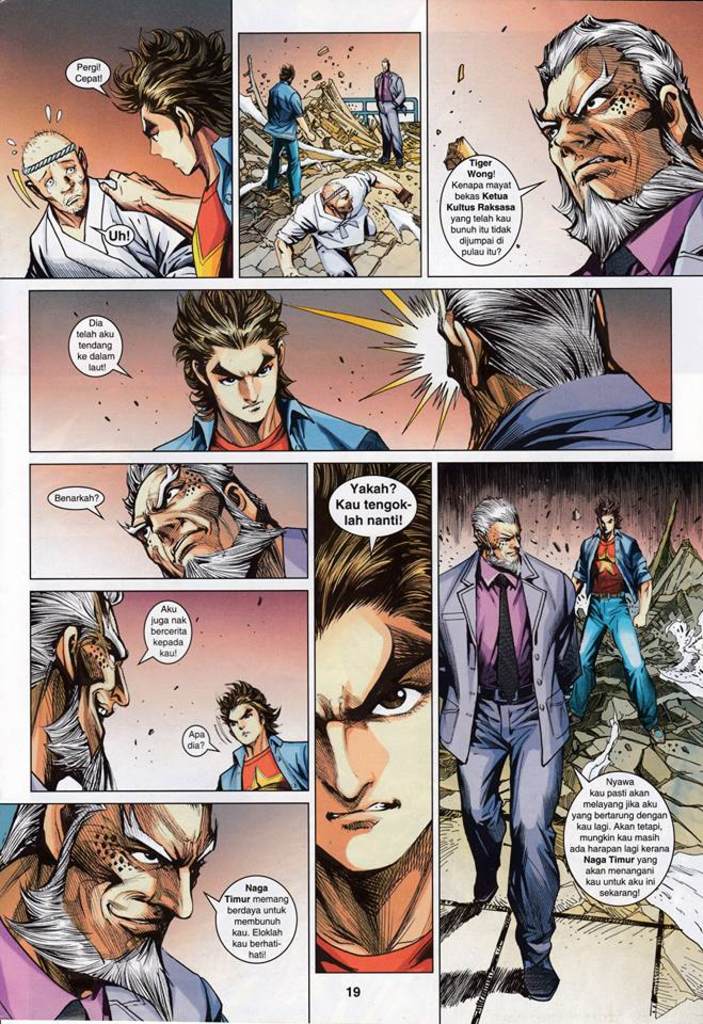 Pergi!
Cepat!
Uh!
Tiger
Wong!
Kenapa mayat
bekas Ketua
Kultus Raksasa
yang telah kau
bunuh itu tidak
dijumpai di
pulau itu?
Dia
telah aku
tendang
ke dalam
laut!
Benarkah?
Yakah?
Kau tengok-
lah nanti!
Aku
juga nak
bercerita
kepada
kau!
Apa
dia?
Naga
Timur memang
berdaya untuk
membunuh
kau. Eloklah
kau berhati-
hati!
Nyawa
kau pasti akan
melayang jika aku
yang bertarung dengan
kau lagi. Akan tetapi,
mungkin kau masih
ada harapan lagi kerana
Naga Timur yang
akan menangani
kau untuk aku ini
sekarang!
19